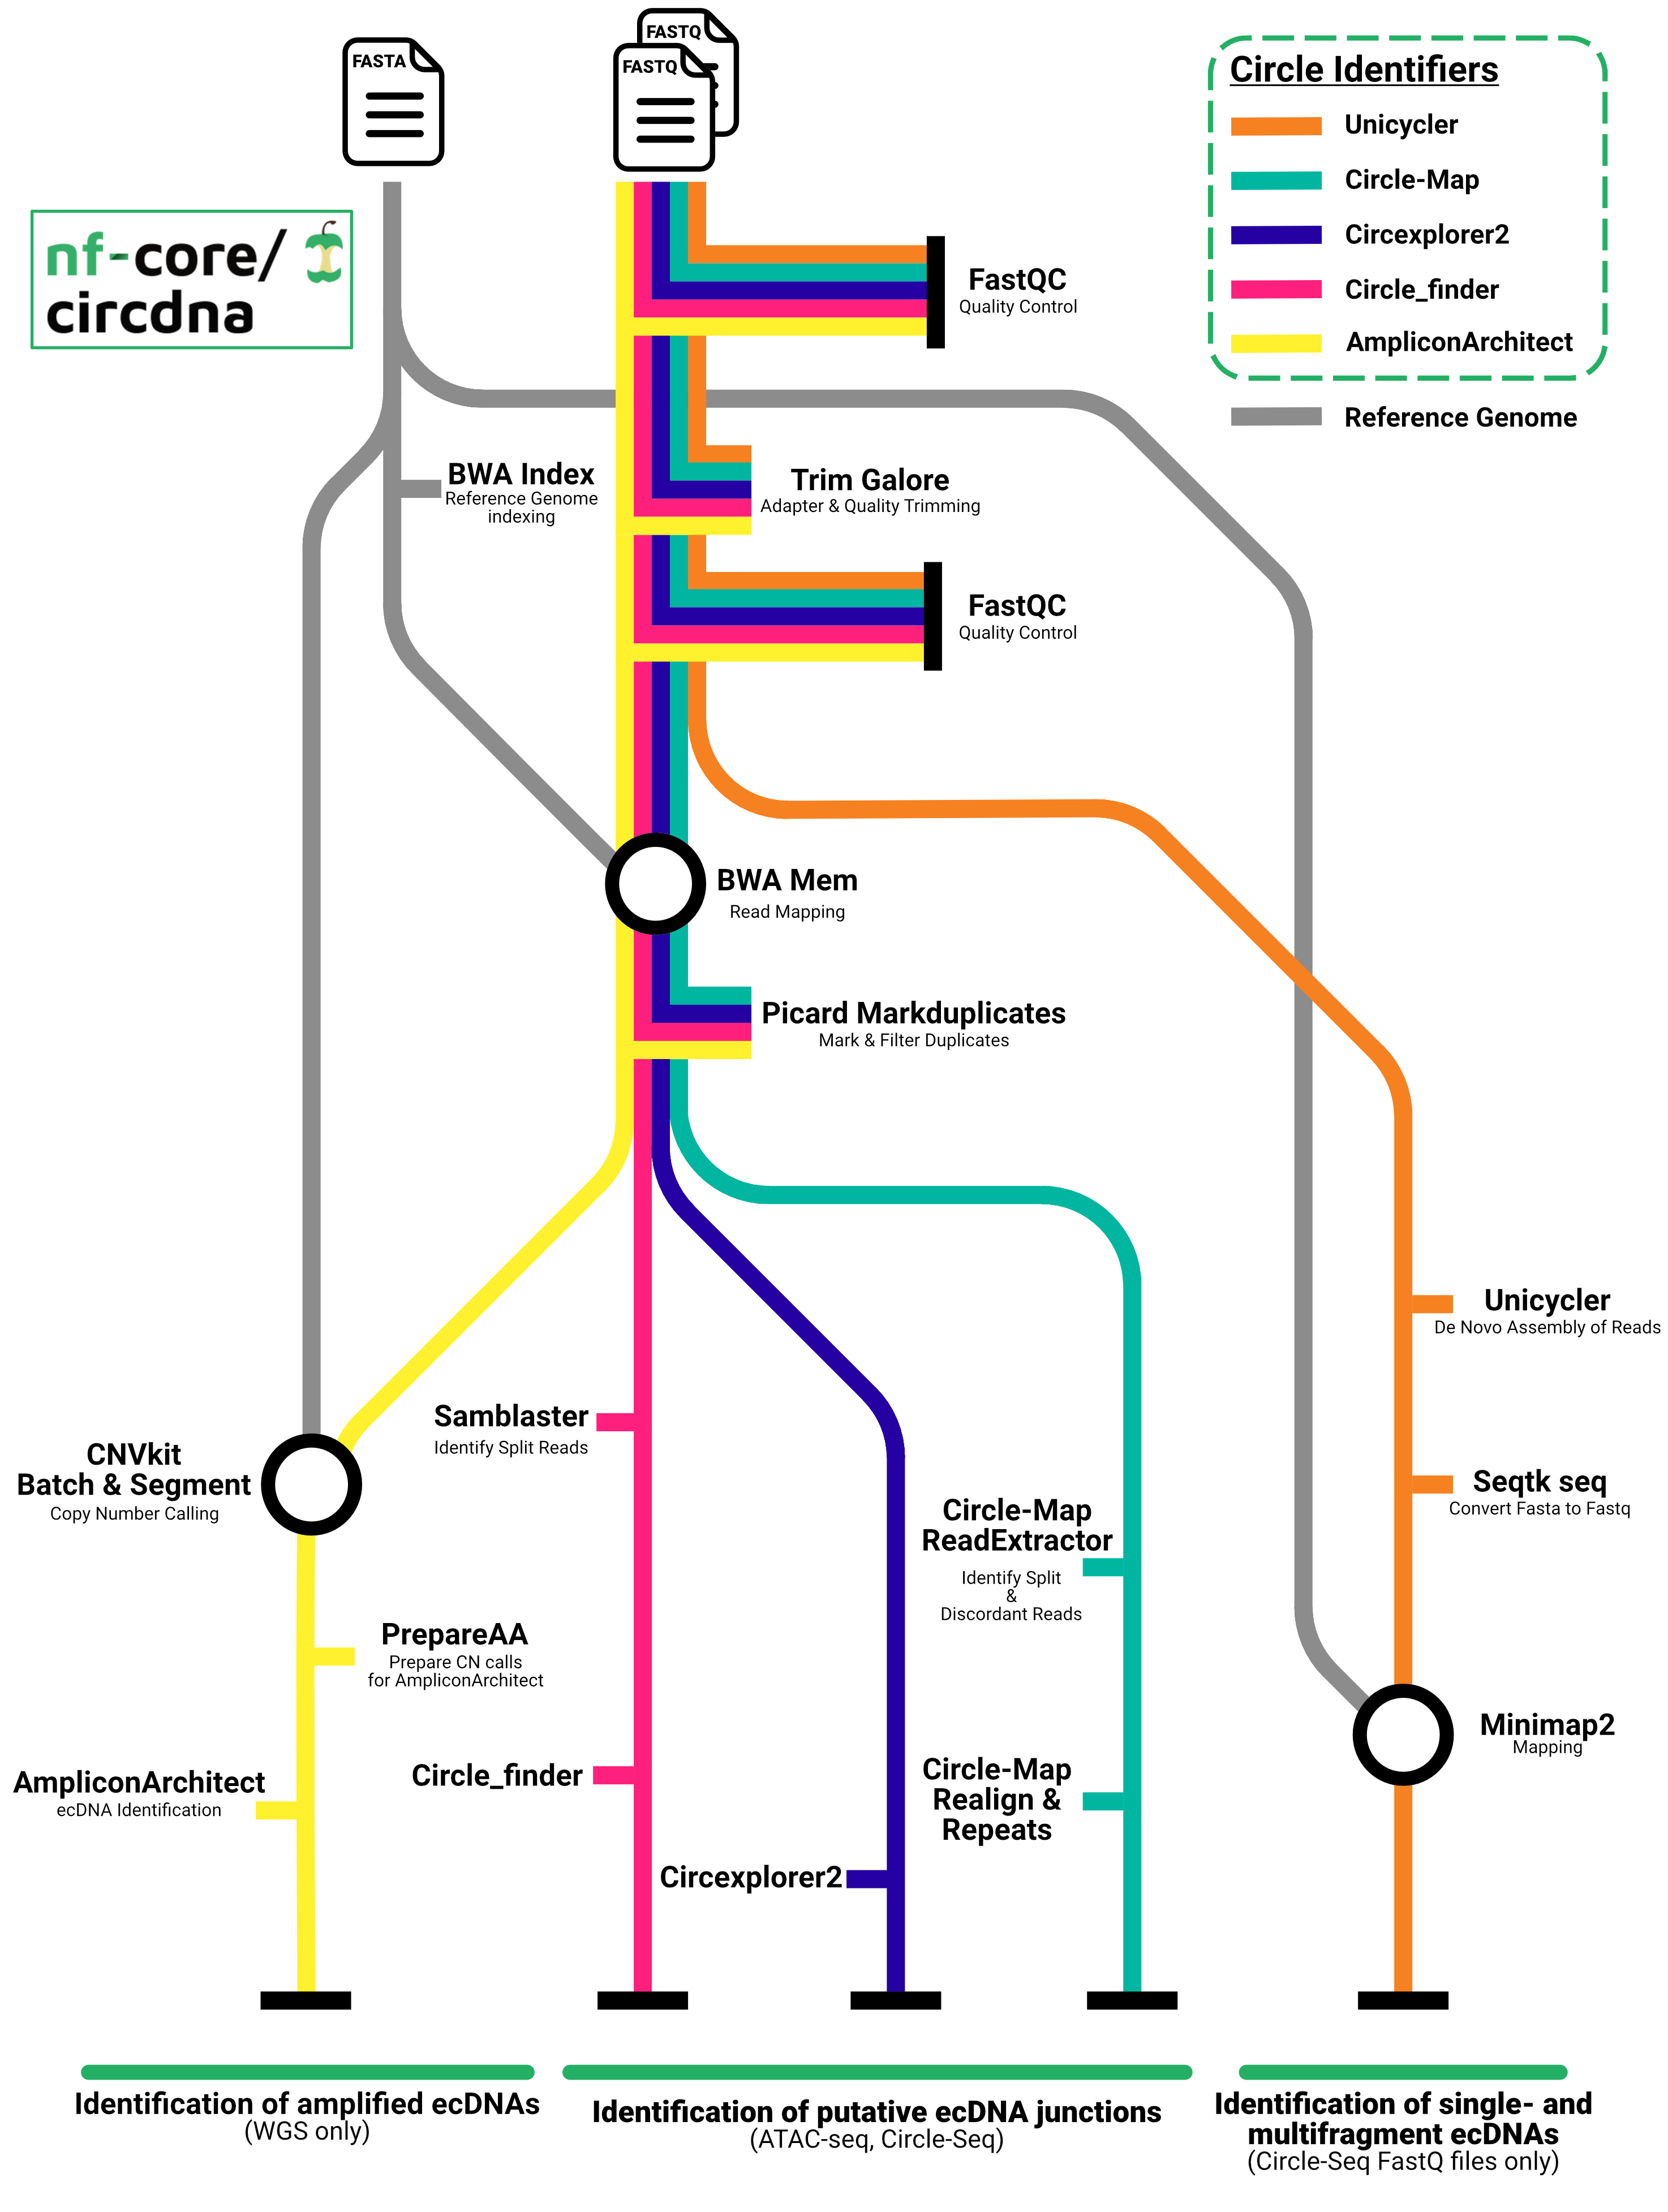 FASTA
FASTQ
FASTQ
nf-core/
circdna
Circle Identifiers
Unicycler
Circle-Map
Circexplorer2
Circle_finder
AmpliconArchitect
Reference Genome
FastQC
Quality Control
BWA Index
Reference Genome
indexing
Trim Galore
Adapter & Quality Trimming
FastQC
Quality Control
BWA Mem
Read Mapping
Picard Markduplicates
Mark & Filter Duplicates
Unicycler
De Novo Assembly of Reads
Samblaster
Identify Split Reads
CNVkit
Batch & Segment
Copy Number Calling
Seqtk seq
Convert Fasta to Fastq
Circle-Map
ReadExtractor
Identify Split
&
Discordant Reads
PrepareAA
Prepare CN calls
for AmpliconArchitect
Minimap2
Mapping
AmpliconArchitect
ecDNA Identification
Circle_finder
Circle-Map
Realign &
Repeats
Circexplorer2
Identification of amplified ecDNAs
(WGS only)
Identification of putative ecDNA junctions
(ATAC-seq, Circle-Seq)
Identification of single- and
multifragment ecDNAs
(Circle-Seq FastQ files only)